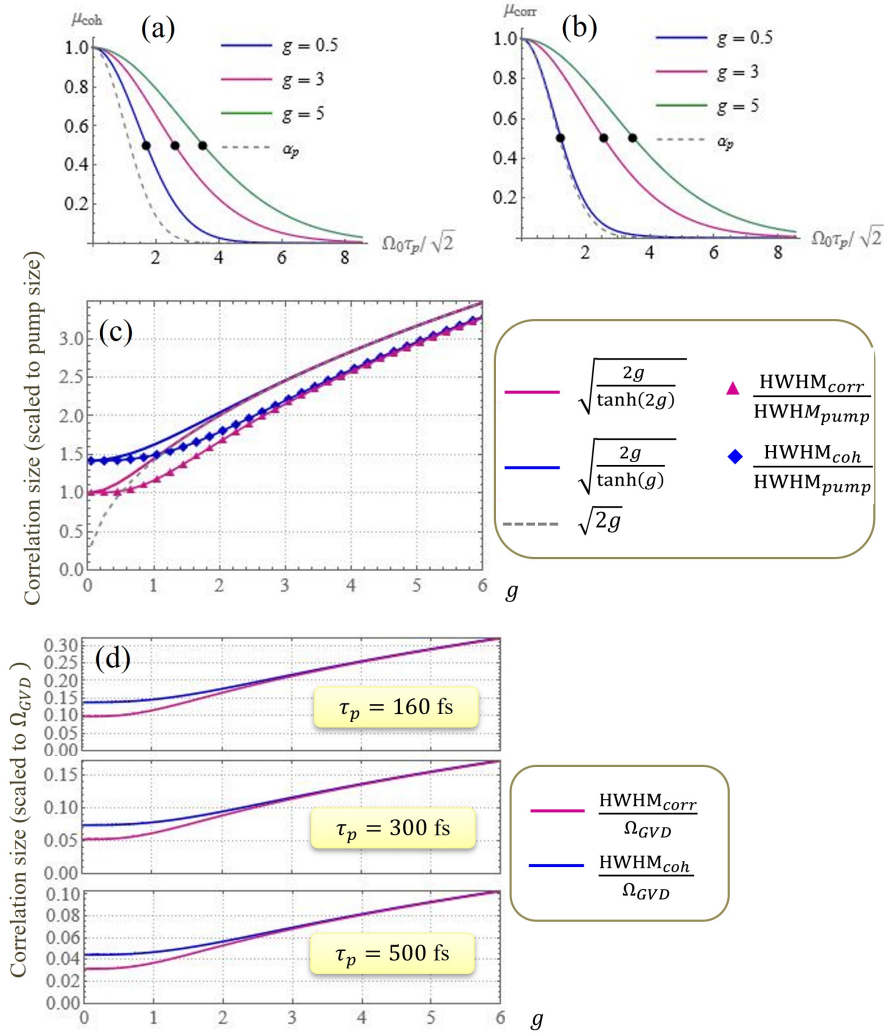 μcoh
(a)
1.0
0.8
0.6
0.4
0.2
2
4
6
8
Ω₀τₚ/√2
g = 0.5
g = 3
g = 5
αₚ
μcorr
(b)
1.0
0.8
0.6
0.4
0.2
2
4
6
8
Ω₀τₚ/√2
g = 0.5
g = 3
g = 5
αₚ
Correlation size (scaled to pump size)
(c)
3.0
2.5
2.0
1.5
1.0
0.5
0.0
0
1
2
3
4
5
6
g
√(2g/tanh(2g))
HWHMcorr/HWHMpump
√(2g/tanh(g))
HWHMcoh/HWHMpump
√2g
Correlation size (scaled to ΩGVD)
(d)
0.30
0.25
0.20
0.15
0.10
0.05
0.00
τₚ = 160 fs
0.15
0.10
0.05
0.00
τₚ = 300 fs
0.10
0.08
0.06
0.04
0.02
0.00
τₚ = 500 fs
0
1
2
3
4
5
6
g
HWHMcorr/ΩGVD
HWHMcoh/ΩGVD